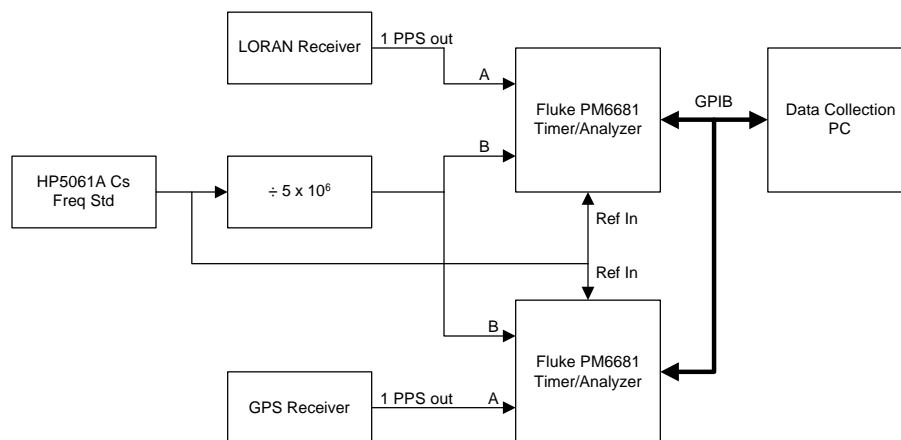 LORAN Receiver
1 PPS out
A
Fluke PM6681
Timer/Analyzer
GPIB
Data Collection
PC
B
HP5061A Cs
Freq Std
÷ 5 x 10⁶
Ref In
Ref In
B
Fluke PM6681
Timer/Analyzer
GPS Receiver
1 PPS out
A